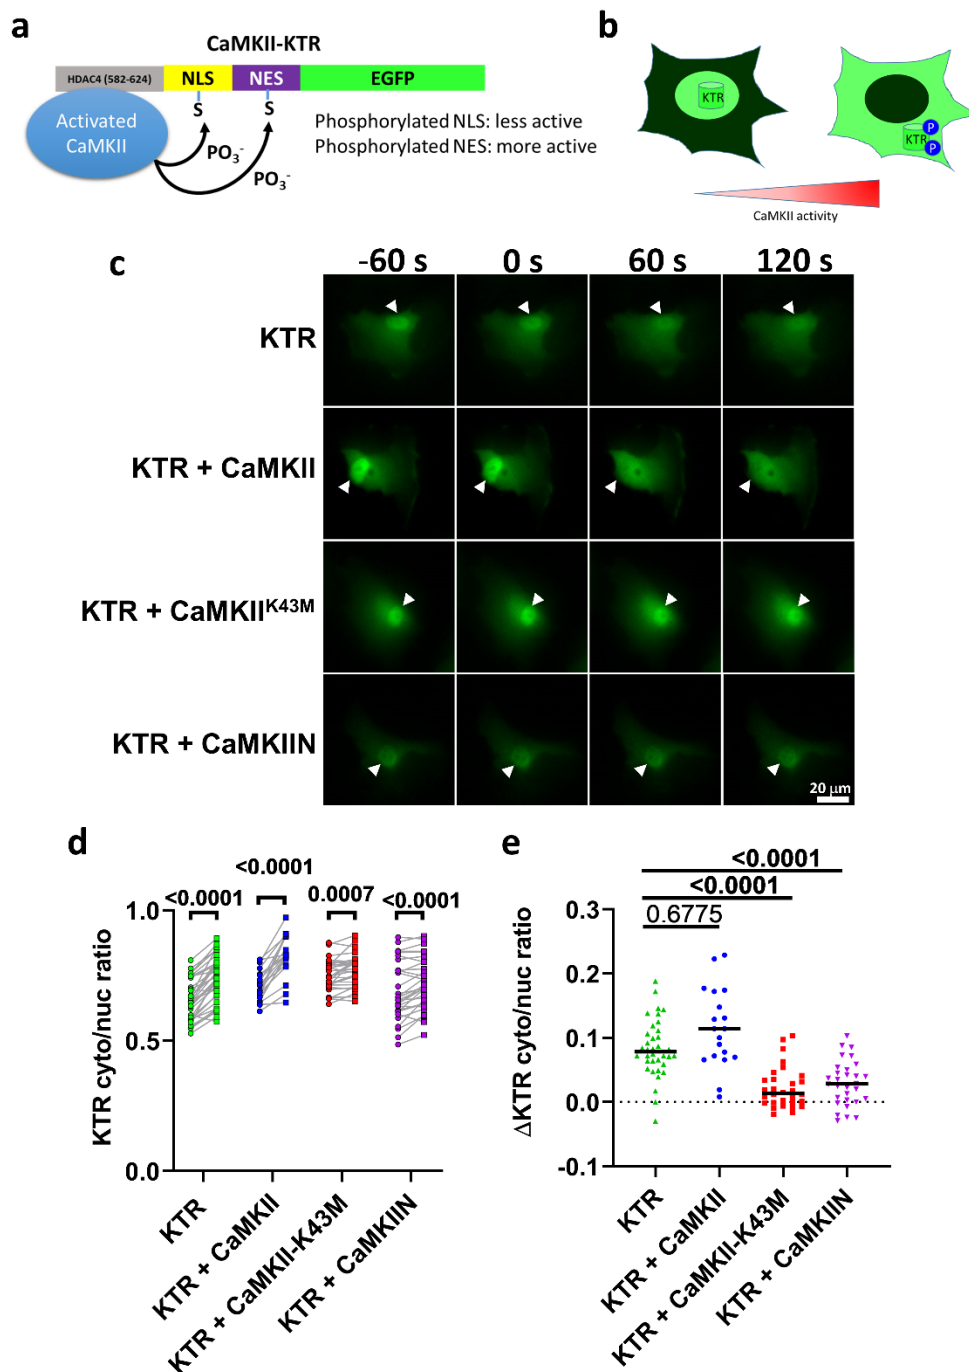 a
CaMKII-KTR
HDAC4 (582-624) NLS NES EGFP
S S
Activated
CaMKII
PO₃⁻
PO₃⁻
Phosphorylated NLS: less active
Phosphorylated NES: more active
b
KTR
KTR
P
P
CaMKII activity
c
-60 s 0 s 60 s 120 s
KTR
KTR + CaMKII
KTR + CaMKIIᴷ⁴³ᴹ
KTR + CaMKIIN
20 μm
d
<0.0001 <0.0001 0.0007 <0.0001
KTR cyto/nuc ratio
1.0
0.5
0.0
KTR
KTR + CaMKII
KTR + CaMKII-K43M
KTR + CaMKIIN
e
<0.0001
<0.0001
0.6775
ΔKTR cyto/nuc ratio
0.3
0.2
0.1
0.0
-0.1
KTR
KTR + CaMKII
KTR + CaMKII-K43M
KTR + CaMKIIN